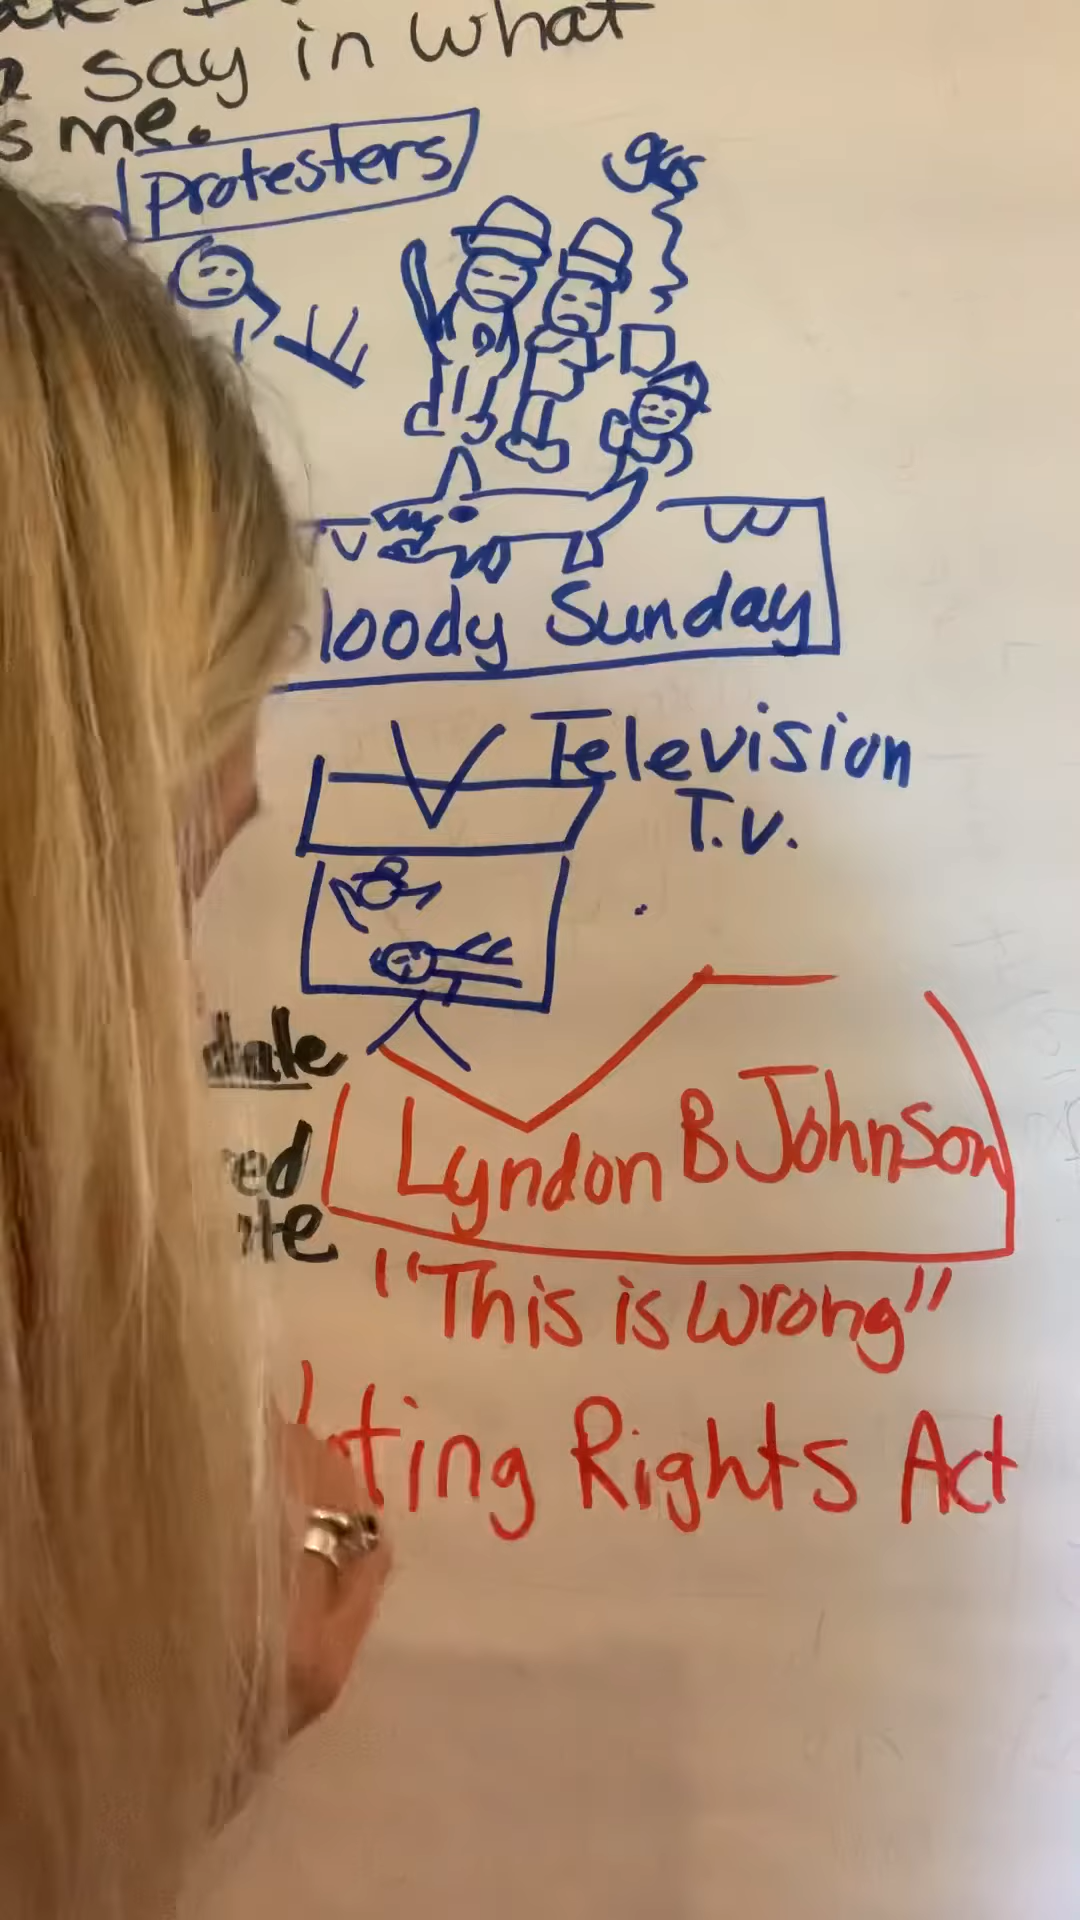 say in what
s me.
Protesters
gas
loody Sunday
Television
T.V.
date
ed
te
Lyndon B Johnson
"This is wrong"
ting Rights Act